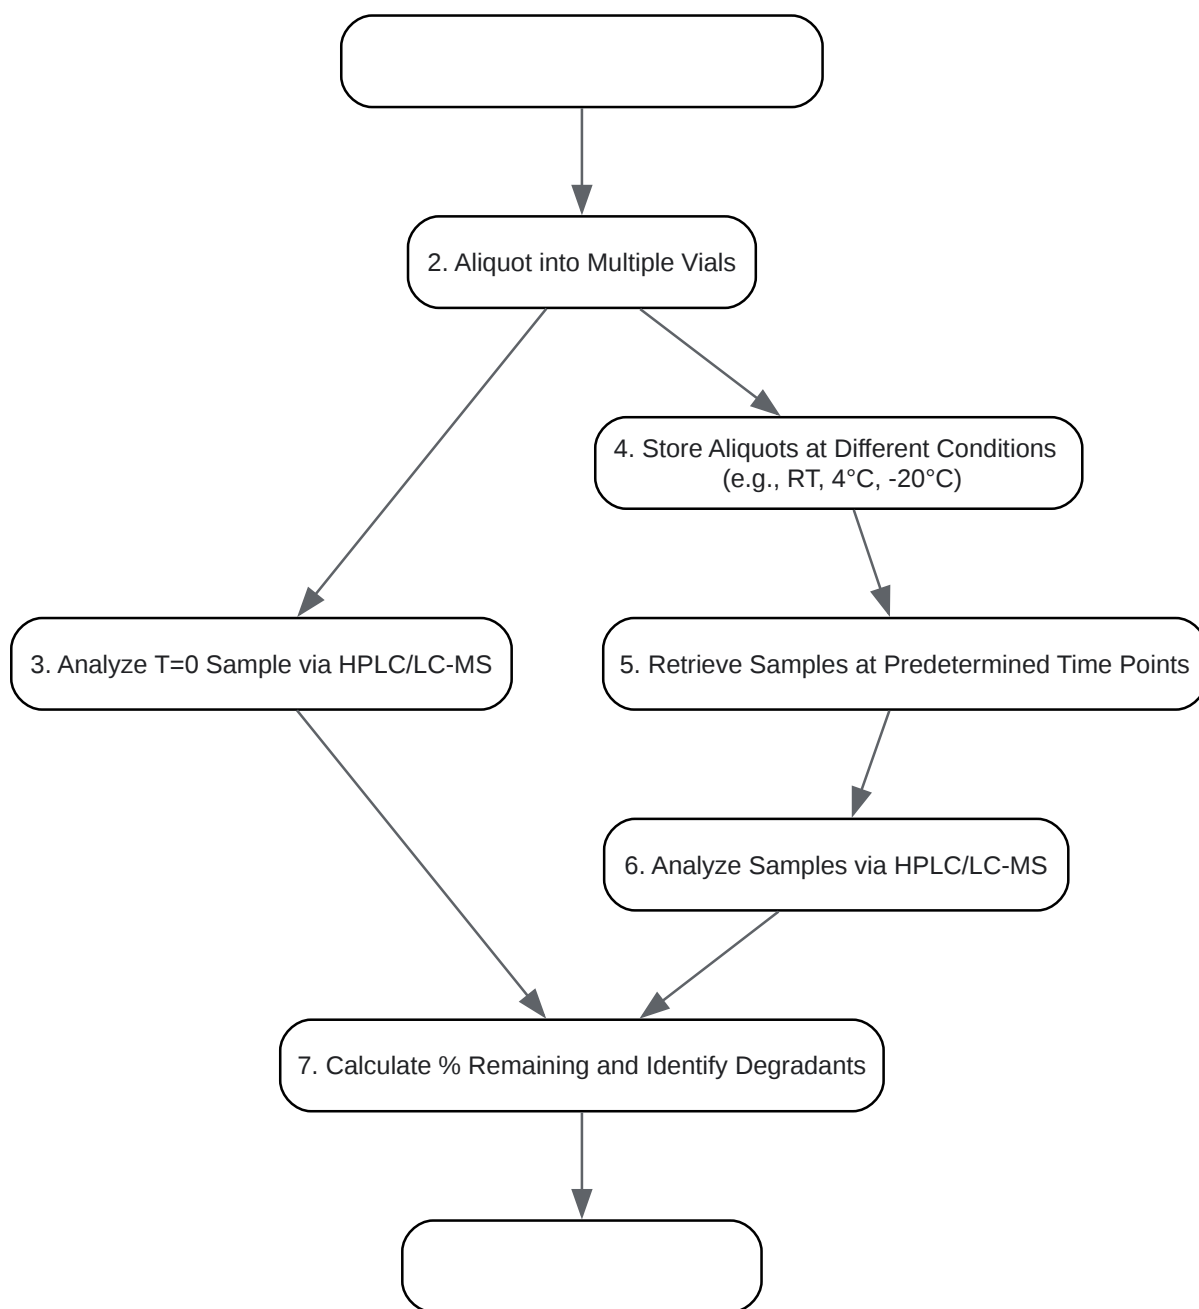 2. Aliquot into Multiple Vials
4. Store Aliquots at Different Conditions
(e.g., RT, 4°C, -20°C)
3. Analyze T=0 Sample via HPLC/LC-MS
5. Retrieve Samples at Predetermined Time Points
6. Analyze Samples via HPLC/LC-MS
7. Calculate % Remaining and Identify Degradants